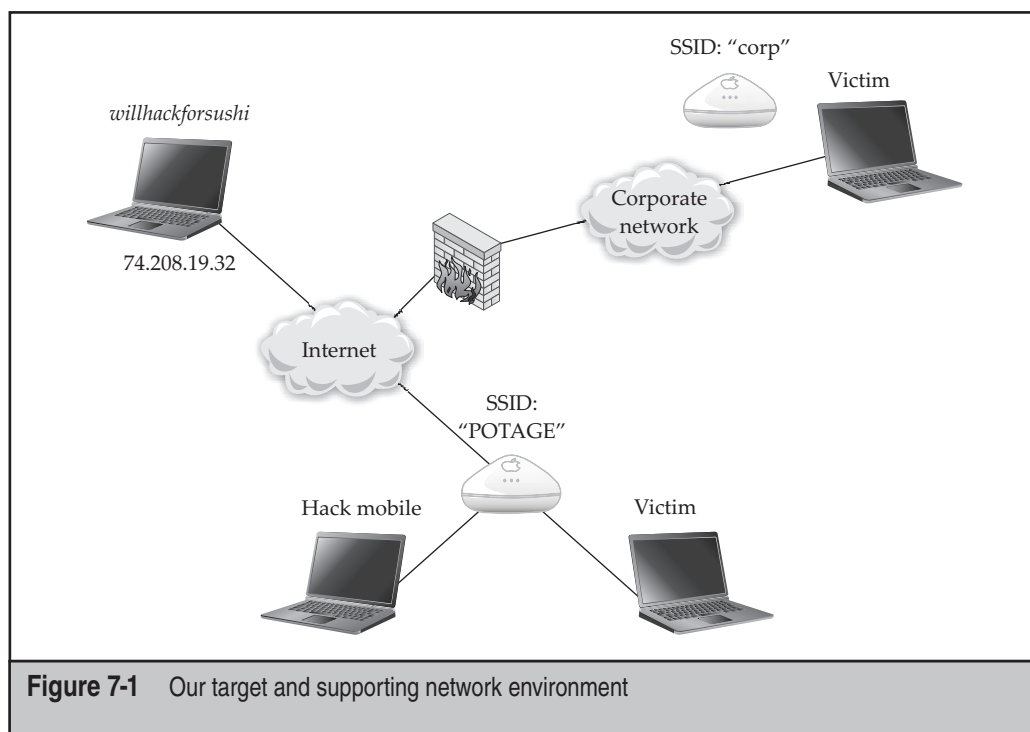 SSID: “corp”
Victim
willhackforsushi
Corporate
network
74.208.19.32
Internet
SSID:
“POTAGE”
Hack mobile
Victim
Figure 7-1 Our target and supporting network environment